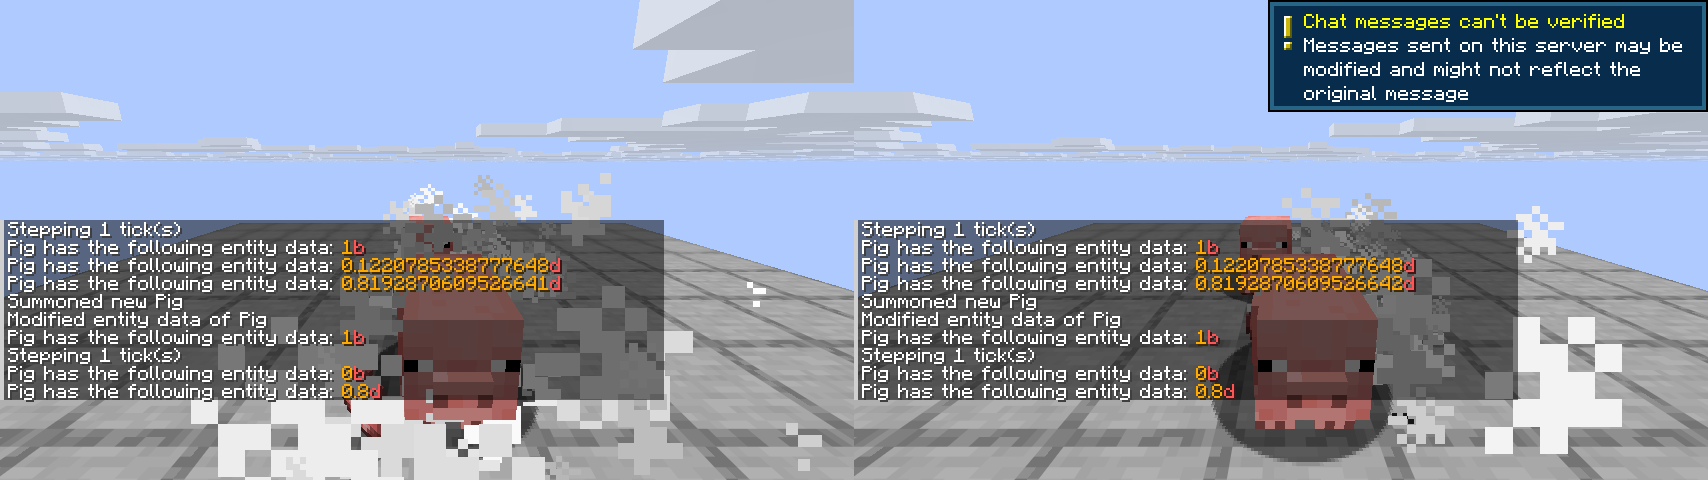 Stepping 1 tick(s)
Pig has the following entity data: 1b
Pig has the following entity data: 0.1220785338777648d
Pig has the following entity data: 0.8192870609526641d
Summoned new Pig
Modified entity data of Pig
Pig has the following entity data: 1b
Stepping 1 tick(s)
Pig has the following entity data: 0b
Pig has the following entity data: 0.8d
Chat messages can't be verified
Messages sent on this server may be
modified and might not reflect the
original message
Stepping 1 tick(s)
Pig has the following entity data: 1b
Pig has the following entity data: 0.1220785338777648d
Pig has the following entity data: 0.8192870609526642d
Summoned new Pig
Modified entity data of Pig
Pig has the following entity data: 1b
Stepping 1 tick(s)
Pig has the following entity data: 0b
Pig has the following entity data: 0.8d